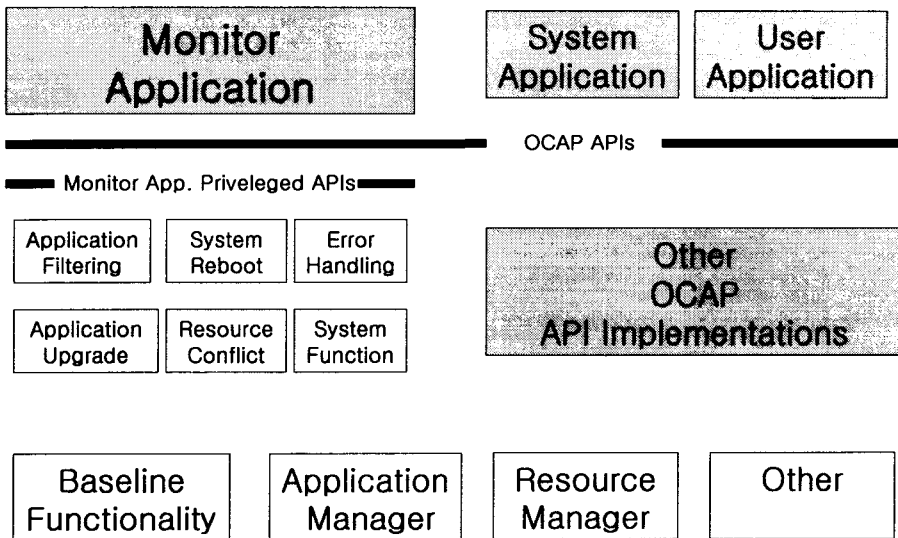 Monitor
Application
System
Application
User
Application
OCAP APIs
Monitor App. Priveleged APIs
Application
Filtering
System
Reboot
Error
Handling
Other
OCAP
API Implementations
Application
Upgrade
Resource
Conflict
System
Function
Baseline
Functionality
Application
Manager
Resource
Manager
Other